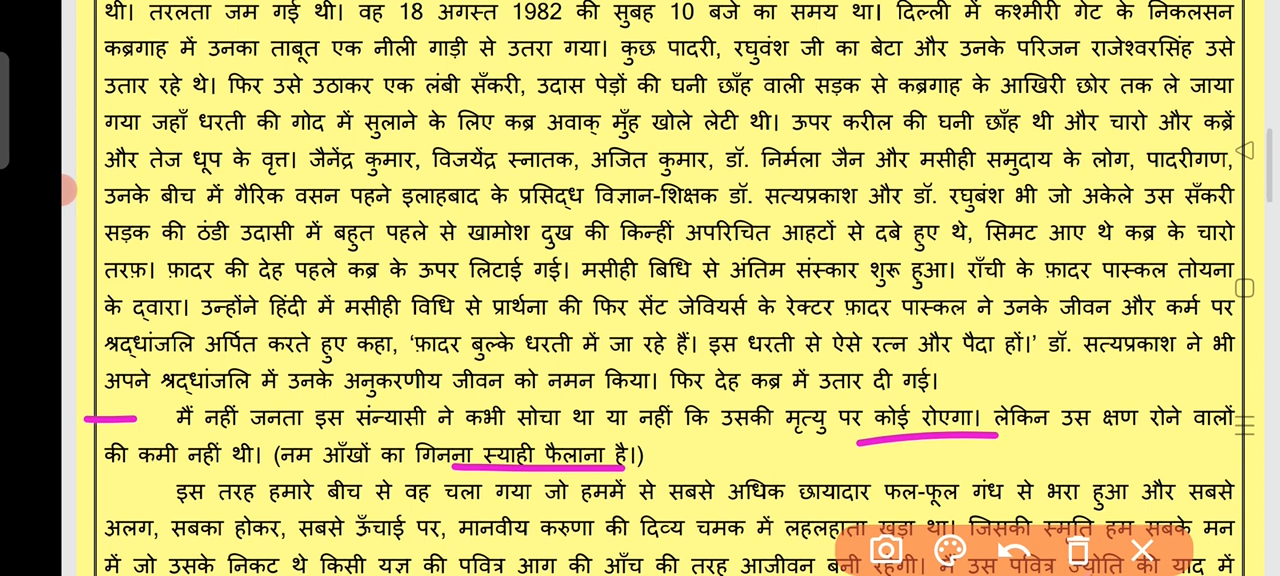 थी। तरलता जम गई थी। वह 18 अगस्त 1982 की सुबह 10 बजे का समय था। दिल्ली में कश्मीरी गेट के निकलसन
कब्रगाह में उनका ताबूत एक नीली गाड़ी से उतरा गया। कुछ पादरी, रघुवंश जी का बेटा और उनके परिजन राजेश्वरसिंह उसे
उतार रहे थे। फिर उसे उठाकर एक लंबी सँकरी, उदास पेड़ों की घनी छाँह वाली सड़क से कब्रगाह के आखिरी छोर तक ले जाया
गया जहाँ धरती की गोद में सुलाने के लिए कब्र अवाक् मुँह खोले लेटी थी। ऊपर करील की घनी छाँह थी और चारो और कब्रें
और तेज धूप के वृत्त। जैनेंद्र कुमार, विजयेंद्र स्नातक, अजित कुमार, डॉ. निर्मला जैन और मसीही समुदाय के लोग, पादरीगण,
उनके बीच में गैरिक वसन पहने इलाहबाद के प्रसिद्ध विज्ञान-शिक्षक डॉ. सत्यप्रकाश और डॉ. रघुबंश भी जो अकेले उस सँकरी
सड़क की ठंडी उदासी में बहुत पहले से खामोश दुख की किन्हीं अपरिचित आहटों से दबे हुए थे, सिमट आए थे कब्र के चारो
तरफ़। फ़ादर की देह पहले कब्र के ऊपर लिटाई गई। मसीही बिधि से अंतिम संस्कार शुरू हुआ। राँची के फ़ादर पास्कल तोयना
के द्वारा। उन्होंने हिंदी में मसीही विधि से प्रार्थना की फिर सेंट जेवियर्स के रेक्टर फ़ादर पास्कल ने उनके जीवन और कर्म पर
श्रद्धांजलि अर्पित करते हुए कहा, ‘फ़ादर बुल्के धरती में जा रहे हैं। इस धरती से ऐसे रत्न और पैदा हों।’ डॉ. सत्यप्रकाश ने भी
अपने श्रद्धांजलि में उनके अनुकरणीय जीवन को नमन किया। फिर देह कब्र में उतार दी गई।
मैं नहीं जनता इस संन्यासी ने कभी सोचा था या नहीं कि उसकी मृत्यु पर कोई रोएगा। लेकिन उस क्षण रोने वालों
की कमी नहीं थी। (नम आँखों का गिनना स्याही फैलाना है।)
इस तरह हमारे बीच से वह चला गया जो हममें से सबसे अधिक छायादार फल-फूल गंध से भरा हुआ और सबसे
अलग, सबका होकर, सबसे ऊँचाई पर, मानवीय करुणा की दिव्य चमक में लहलहाता खड़ा था। जिसकी स्मृति हम सबके मन
में जो उसके निकट थे किसी यज्ञ की पवित्र आग की आँच की तरह आजीवन बनी रहेगी। मैं उस पवित्र ज्योति की याद में